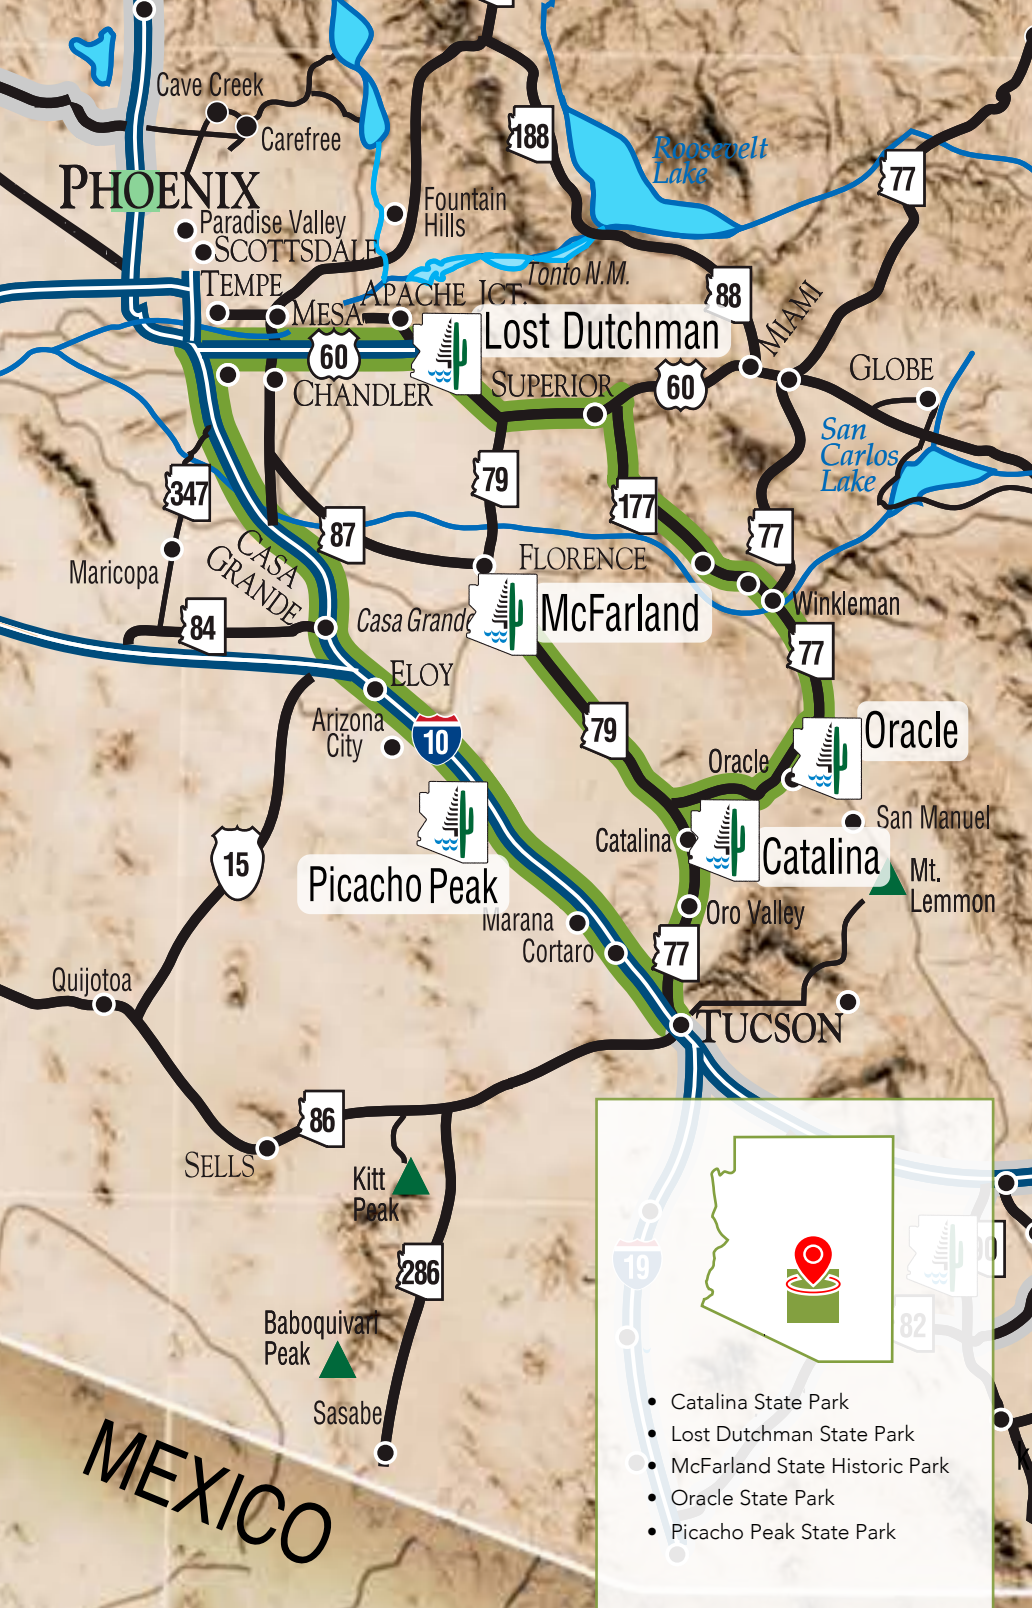 Cave Creek
Carefree
188
Roosevelt
Lake
77
PHOENIX
Fountain
Hills
Paradise Valley
SCOTTSDALE
TEMPE
Tonto N.M.
APACHE JCT.
MESA
88
MIAMI
Lost Dutchman
60
CHANDLER
SUPERIOR
60
GLOBE
San
Carlos
Lake
347
79
177
87
77
CASA
GRANDE
FLORENCE
Maricopa
84
Casa Grand
McFarland
Winkleman
77
ELOY
Arizona
City
10
79
Oracle
Oracle
San Manuel
Catalina
Catalina
Mt.
Lemmon
15
Picacho Peak
Marana
Cortaro
Oro Valley
77
Quijotoa
TUCSON
86
SELLS
Kitt
Peak
286
19
82
Baboquivari
Peak
Sasabe
MEXICO
• Catalina State Park
• Lost Dutchman State Park
• McFarland State Historic Park
• Oracle State Park
• Picacho Peak State Park